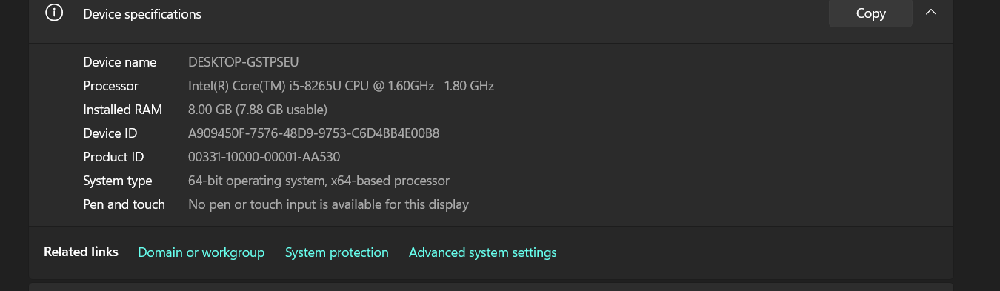 Device specifications Copy
Device name DESKTOP-GSTPSEU
Processor Intel(R) Core(TM) i5-8265U CPU @ 1.60GHz 1.80 GHz
Installed RAM 8.00 GB (7.88 GB usable)
Device ID A909450F-7576-48D9-9753-C6D4BB4E00B8
Product ID 00331-10000-00001-AA530
System type 64-bit operating system, x64-based processor
Pen and touch No pen or touch input is available for this display
Related links Domain or workgroup System protection Advanced system settings